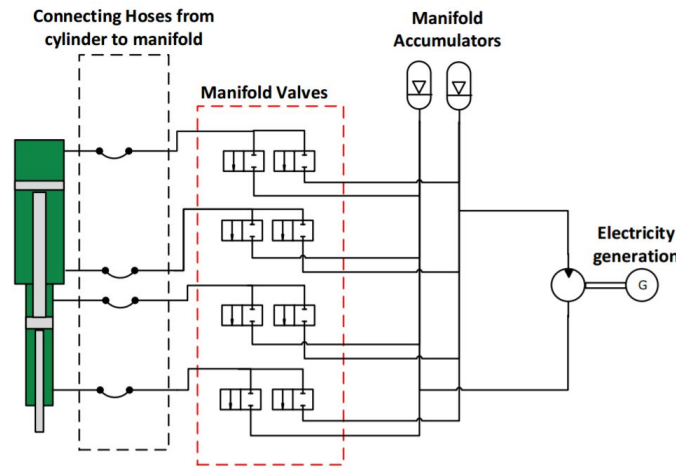 Connecting Hoses from
cylinder to manifold
Manifold
Accumulators
Manifold Valves
Electricity
generation
G